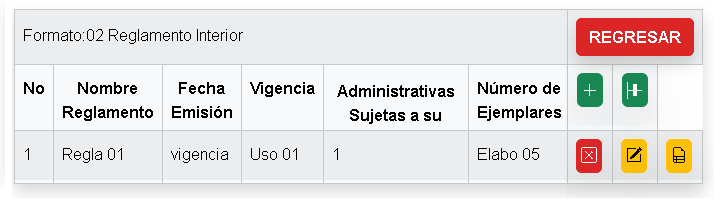 Formato:02 Reglamento Interior
REGRESAR
No
Nombre
Reglamento
Fecha
Emisión
Vigencia
Administrativas
Sujetas a su
Número de
Ejemplares
1
Regla 01
vigencia
Uso 01
1
Elabo 05